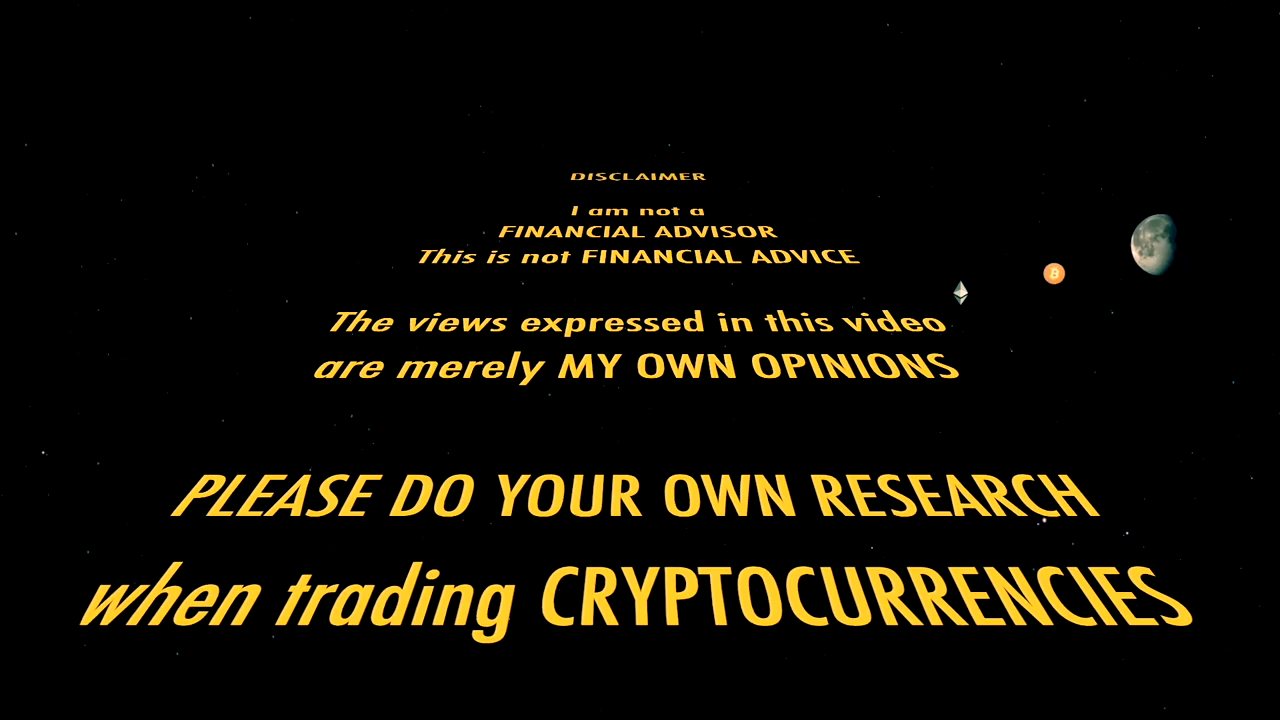 DISCLAIMER
I am not a
FINANCIAL ADVISOR
This is not FINANCIAL ADVICE
The views expressed in this video
are merely MY OWN OPINIONS
PLEASE DO YOUR OWN RESEARCH
when trading CRYPTOCURRENCIES